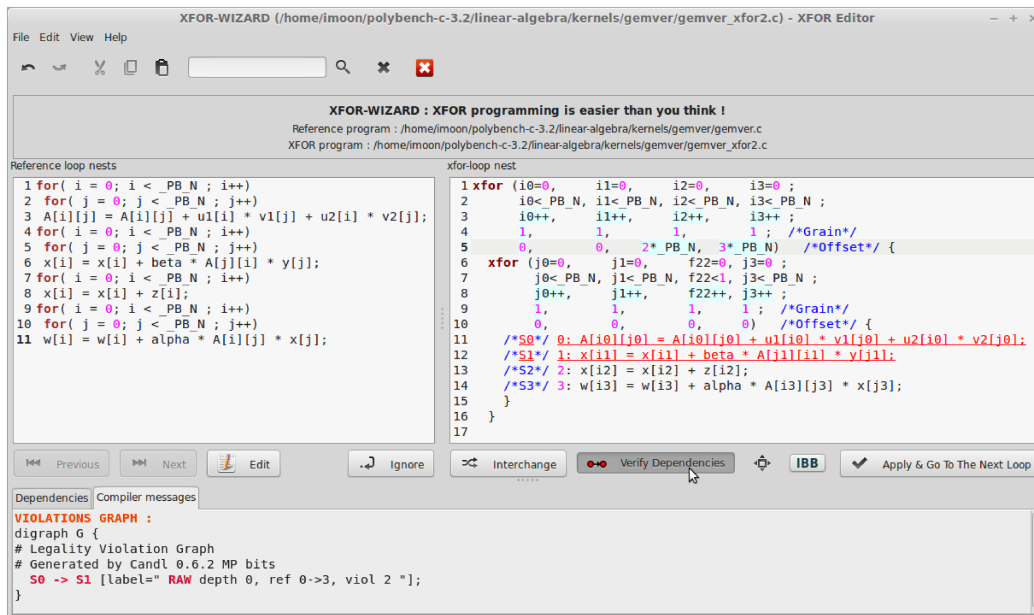 XFOR-WIZARD (/home/imoon/polybench-c-3.2/linear-algebra/kernels/gemver/gemver_xfor2.c) - XFOR Editor
File Edit View Help
XFOR-WIZARD : XFOR programming is easier than you think !
Reference program : /home/imoon/polybench-c-3.2/linear-algebra/kernels/gemver/gemver.c
XFOR program : /home/imoon/polybench-c-3.2/linear-algebra/kernels/gemver/gemver_xfor2.c
Reference loop nests
1 for( i = 0; i < _PB_N ; i++)
2 for( j = 0; j < _PB_N ; j++)
3 A[i][j] = A[i][j] + u1[i] * v1[j] + u2[i] * v2[j];
4 for( i = 0; i < _PB_N ; i++)
5 for( j = 0; j < _PB_N ; j++)
6 x[i] = x[i] + beta * A[j][i] * y[j];
7 for( i = 0; i < _PB_N ; i++)
8 x[i] = x[i] + z[i];
9 for( i = 0; i < _PB_N ; i++)
10 for( j = 0; j < _PB_N ; j++)
11 w[i] = w[i] + alpha * A[i][j] * x[j];
xfor-loop nest
1 xfor (i0=0, i1=0, i2=0, i3=0 ;
2 i0<_PB_N, i1<_PB_N, i2<_PB_N, i3<_PB_N ;
3 i0++, i1++, i2++, i3++ ;
4 1, 1, 1, 1 ; /*Grain*/
5 0, 0, 2*_PB_N, 3*_PB_N) /*Offset*/ {
6 xfor (j0=0, j1=0, f22=0, j3=0 ;
7 j0<_PB_N, j1<_PB_N, f22<1, j3<_PB_N ;
8 j0++, j1++, f22++, j3++ ;
9 1, 1, 1, 1 ; /*Grain*/
10 0, 0, 0, 0) /*Offset*/ {
11 /*S0*/ 0: A[i0][j0] = A[i0][j0] + u1[i0] * v1[j0] + u2[i0] * v2[j0];
12 /*S1*/ 1: x[i1] = x[i1] + beta * A[j1][i1] * y[j1];
13 /*S2*/ 2: x[i2] = x[i2] + z[i2];
14 /*S3*/ 3: w[i3] = w[i3] + alpha * A[i3][j3] * x[j3];
15 }
16 }
17
Previous Next Edit Ignore Interchange Verify Dependencies IBB Apply & Go To The Next Loop
Dependencies Compiler messages
VIOLATIONS GRAPH :
digraph G {
# Legality Violation Graph
# Generated by Candl 0.6.2 MP bits
S0 -> S1 [label=" RAW depth 0, ref 0->3, viol 2 "];
}